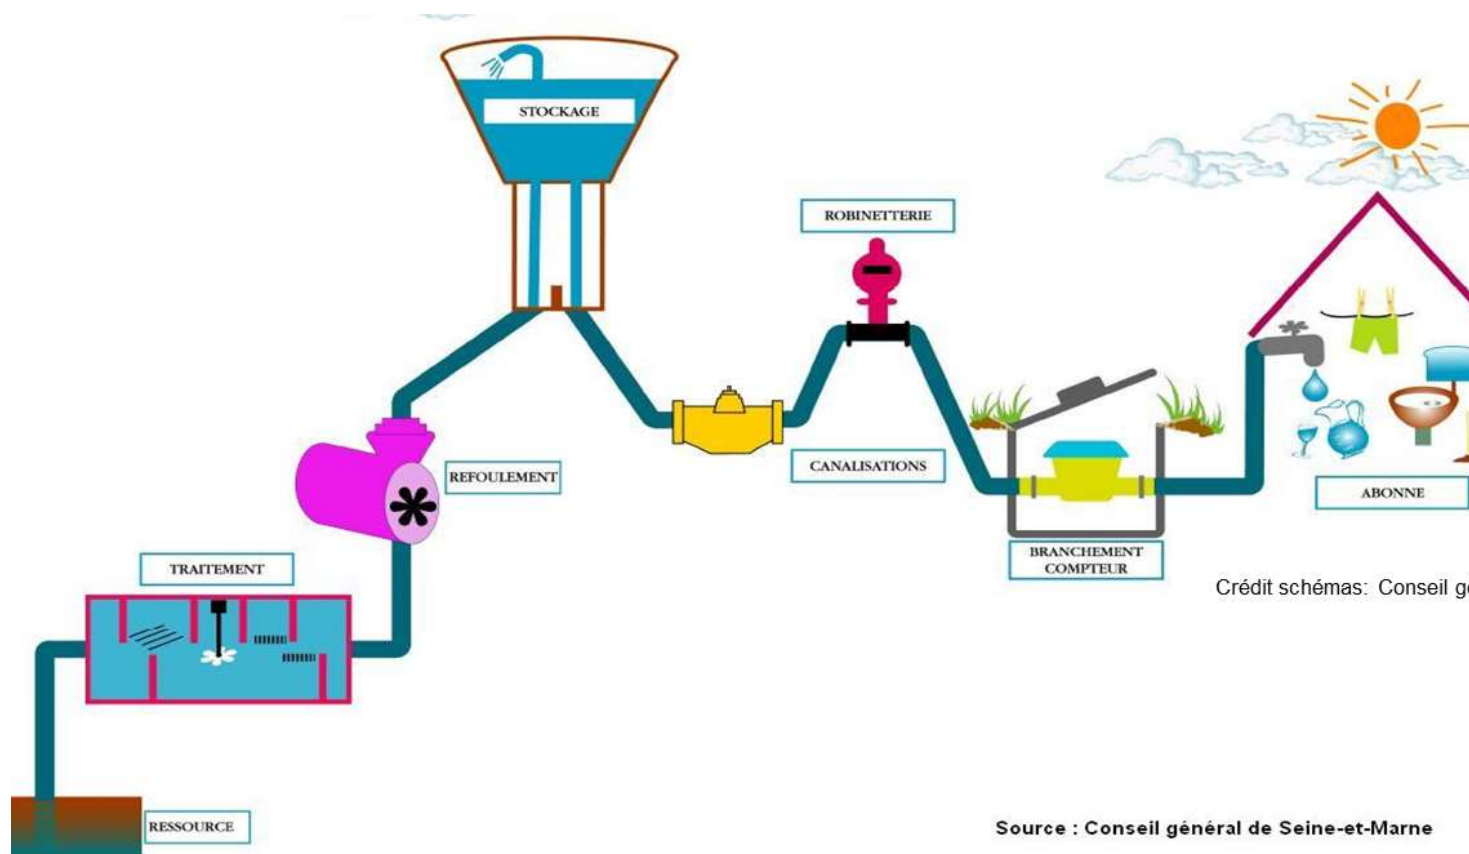 STOCKAGE
ROBINETTERIE
REFOULEMENT
CANALISATIONS
ABONNE
BRANCHEMENT
COMPTEUR
TRAITEMENT
Crédit schémas: Conseil
RESSOURCE
Source : Conseil général de Seine-et-Marne